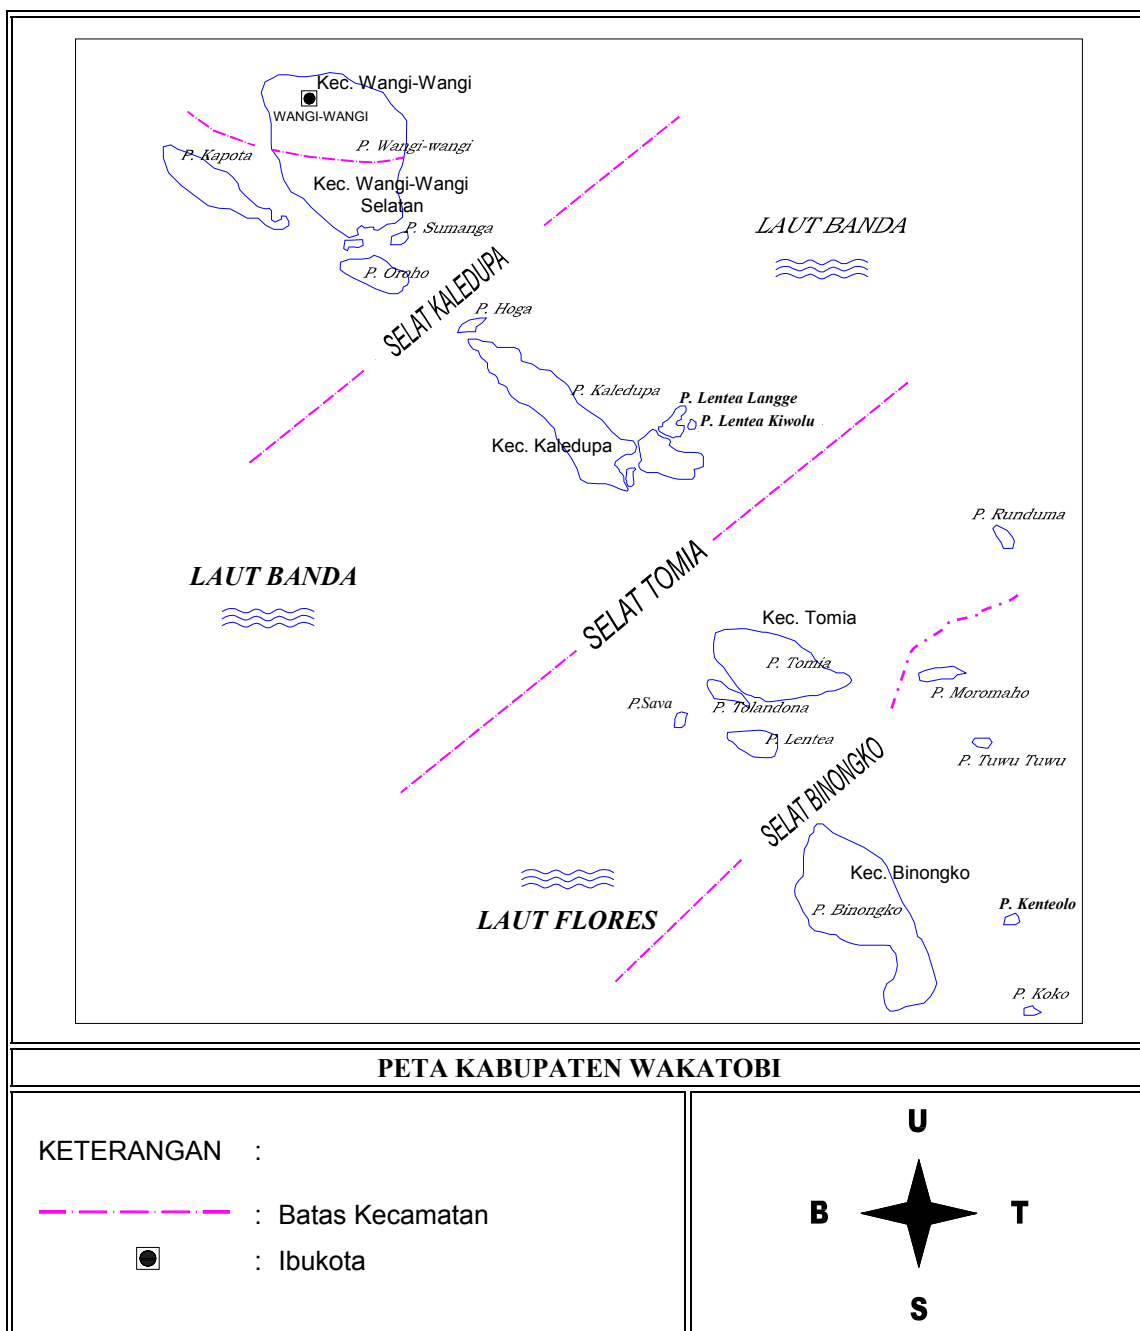 Kec. Wangi-Wangi
WANGI-WANGI
P. Wangi-wangi
P. Kapota
Kec. Wangi-Wangi
Selatan
P. Sumanga
LAUT BANDA
P. Oroho
SELAT KALEDUPA
P. Hoga
P. Kaledupa
P. Lentea Langge
P. Lentea Kiwolu
Kec. Kaledupa
P. Runduma
LAUT BANDA
SELAT TOMIA
Kec. Tomia
P. Tomia
P. Moromaho
P.Sava
P. Tolandona
P. Lentea
P. Tuwu Tuwu
SELAT BINONGKO
Kec. Binongko
P. Binongko
P. Kenteolo
LAUT FLORES
P. Koko
PETA KABUPATEN WAKATOBI
KETERANGAN :
: Batas Kecamatan
: Ibukota
U
B T
S